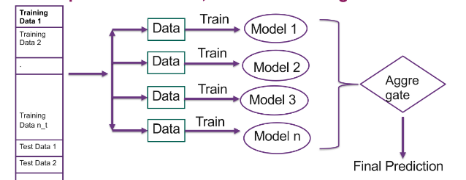 Training
Data 1
Training
Data 2
.
Training
Data n_t
Test Data 1
Test Data 2
Data
Train
Model 1
Data
Model 2
Data
Train
Model 3
Data
Train
Model n
Aggre
gate
Final Prediction